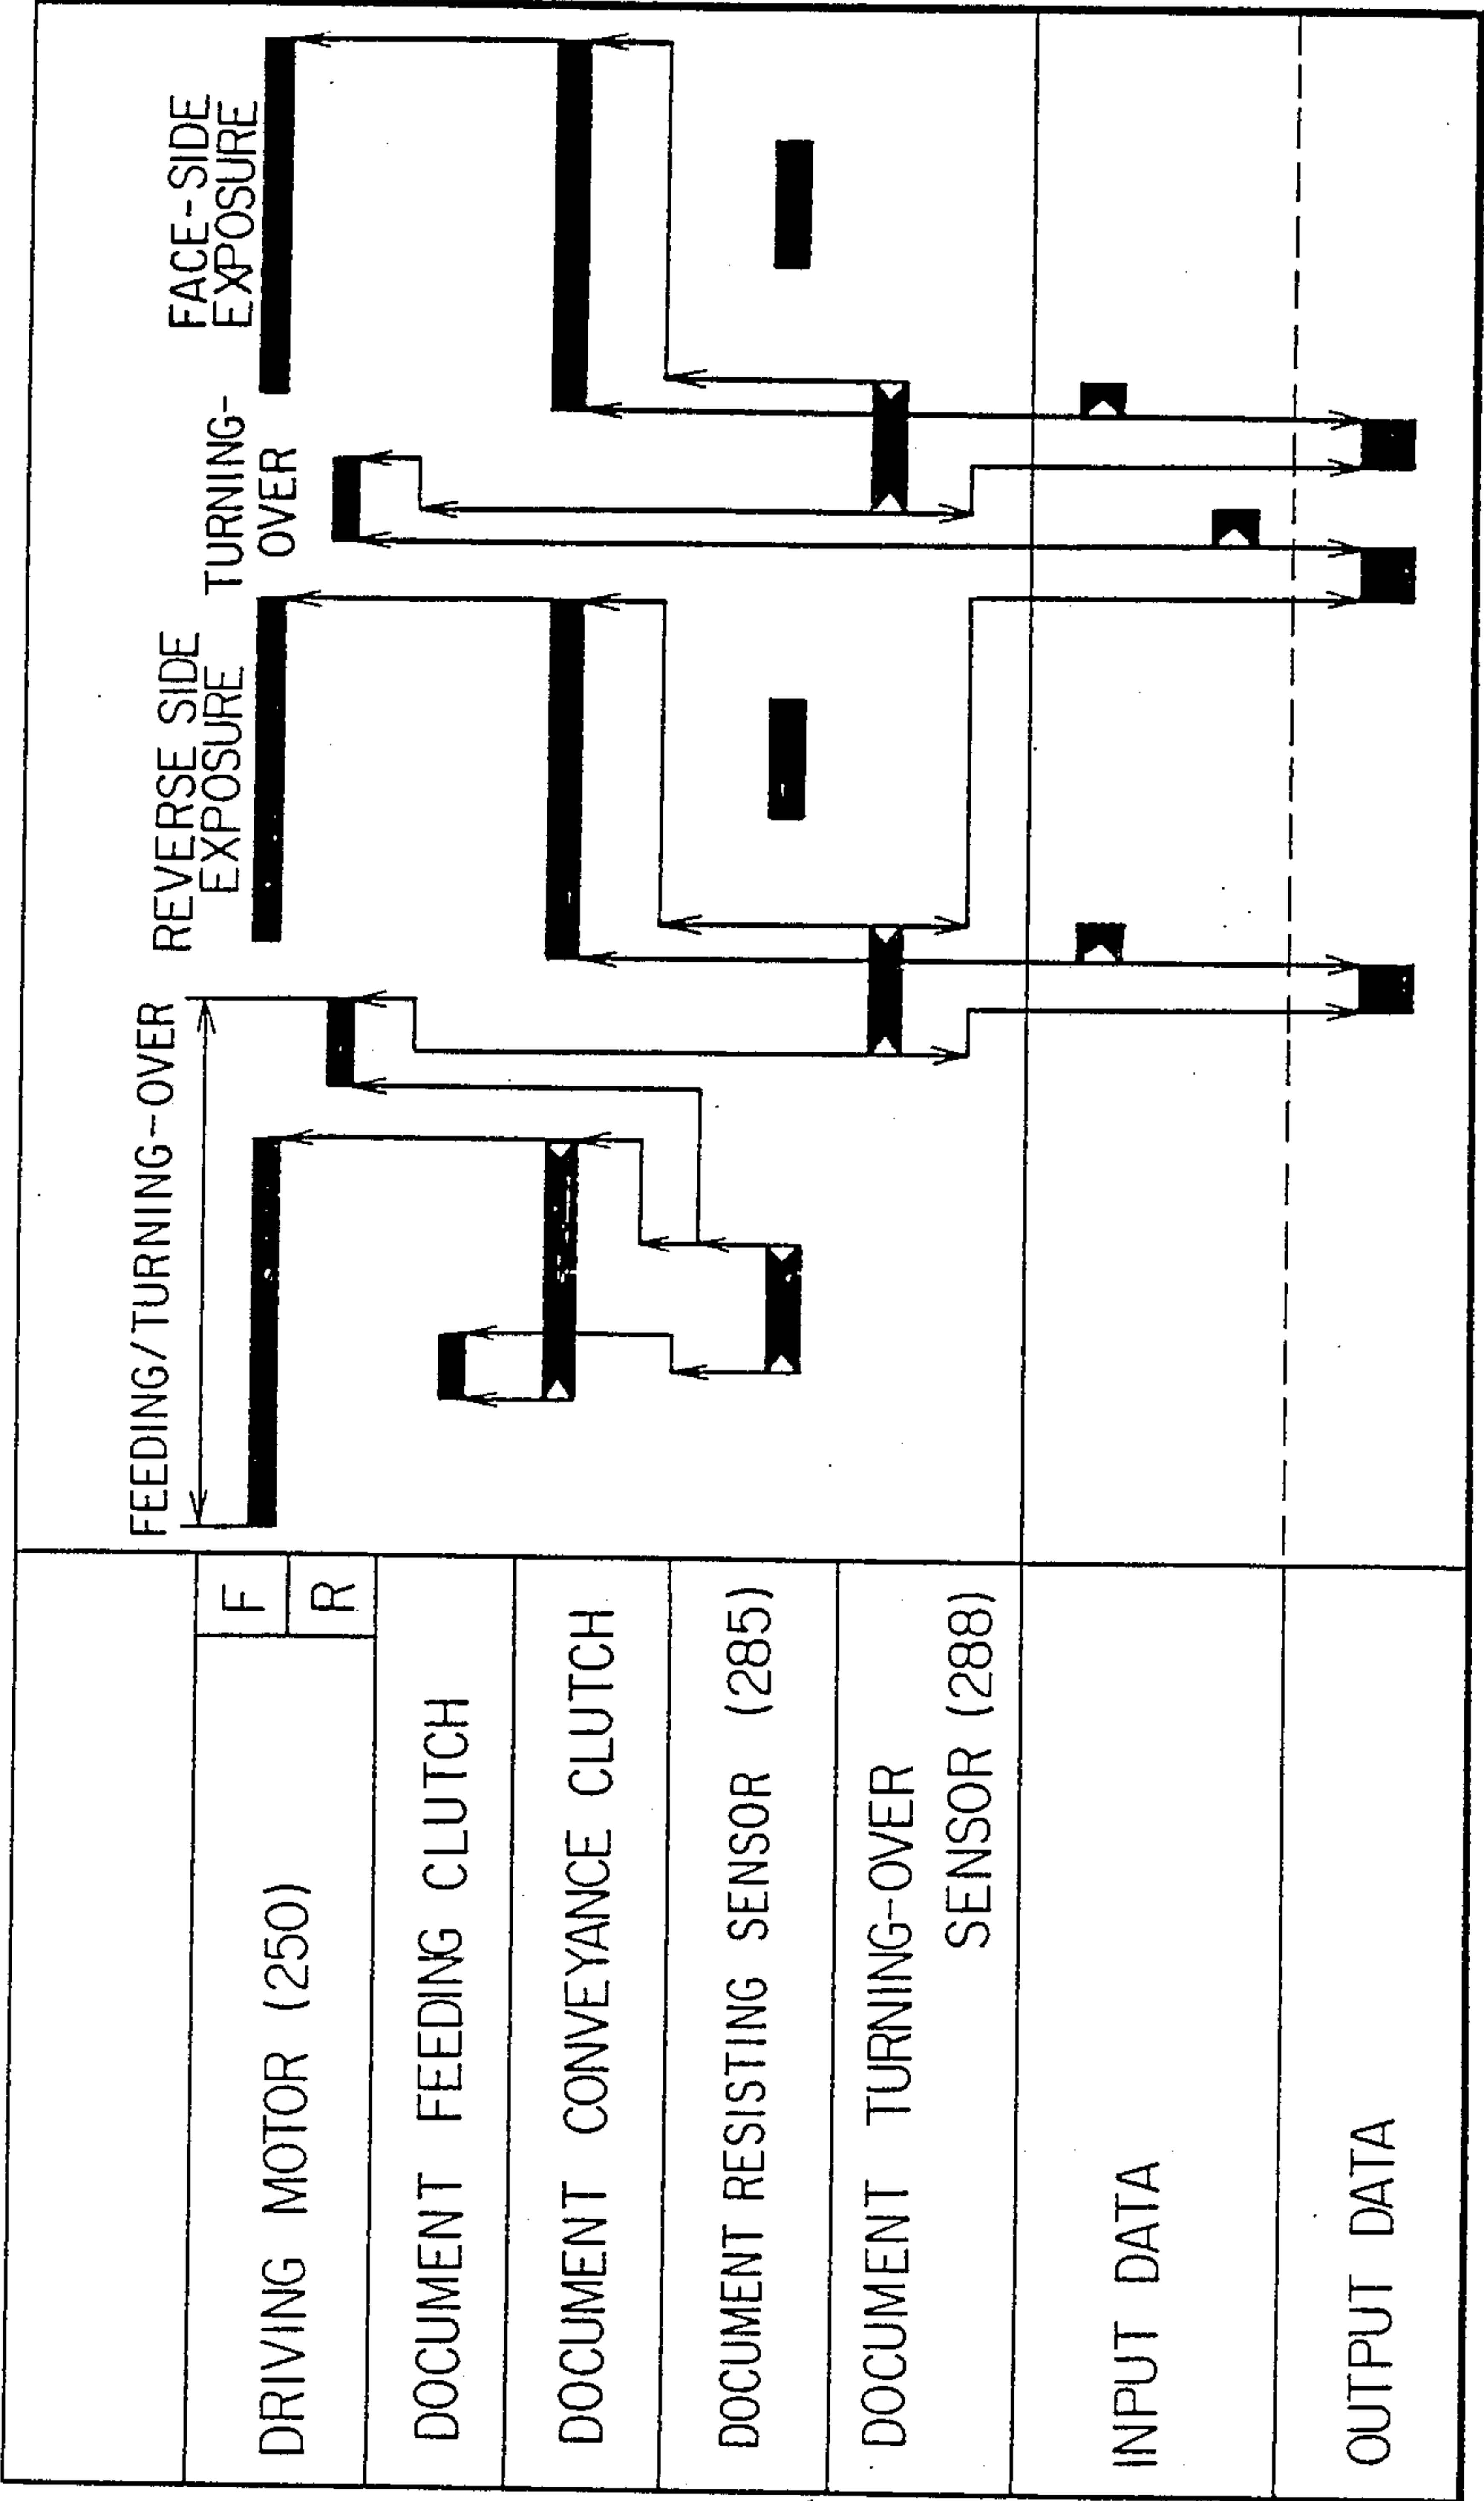 FEEDING/TURNING-OVER
REVERSE SIDE
EXPOSURE
TURNING-
OVER
FACE-SIDE
EXPOSURE
DRIVING MOTOR (250)
F
R
DOCUMENT FEEDING CLUTCH
DOCUMENT CONVEYANCE CLUTCH
DOCUMENT RESISTING SENSOR (285)
DOCUMENT TURNING-OVER
SENSOR (288)
INPUT DATA
OUTPUT DATA